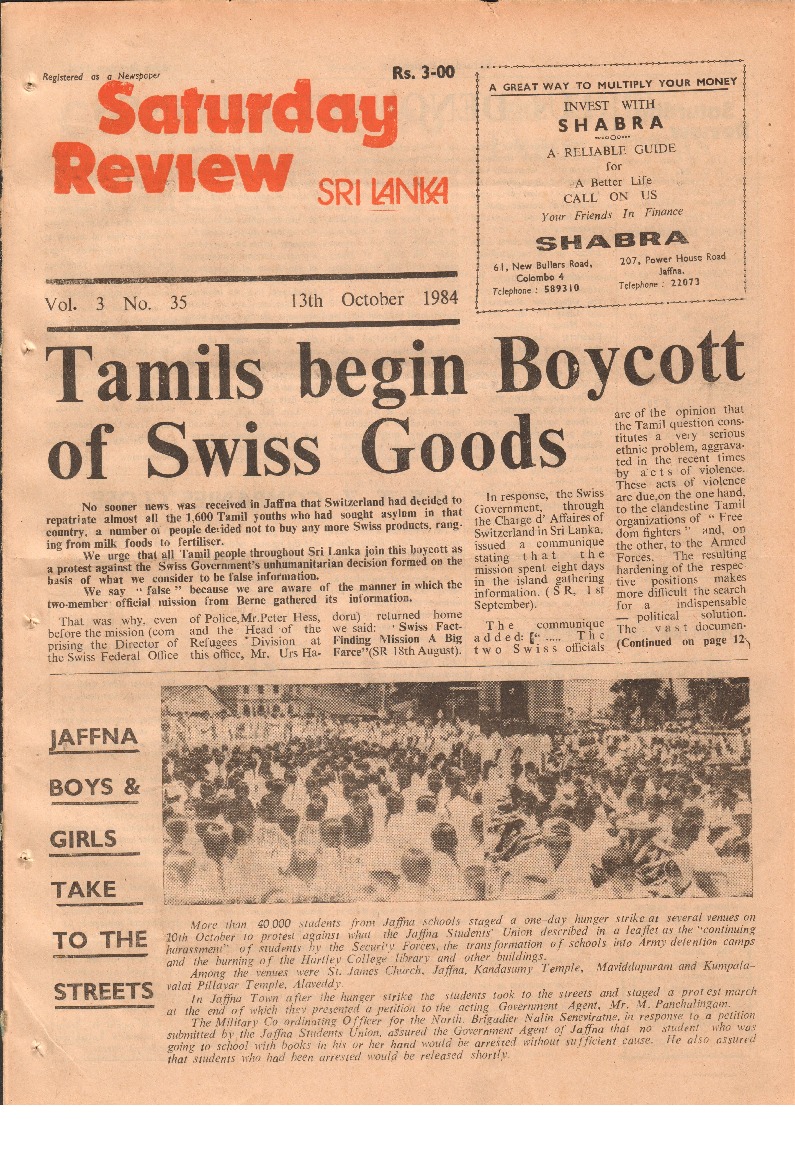 Registered as a Newspaper
Rs. 3-00
Saturday
Review
SRI LANKA
A GREAT WAY TO MULTIPLY YOUR MONEY
INVEST WITH
SHABRA
A RELIABLE GUIDE
for
A Better Life
CALL ON US
Your Friends In Finance
SHABRA
61, New Bullers Road,
Colombo 4
Telephone : 589310
207, Power House Road
Jaffna.
Telephone : 22073
Vol. 3 No. 35
13th October 1984
Tamils begin Boycott
of Swiss Goods
No sooner news was received in Jaffna that Switzerland had decided to
repatriate almost all the 1,600 Tamil youths who had sought asylum in that
country, a number of people decided not to buy any more Swiss products, rang-
ing from milk foods to fertiliser.
We urge that all Tamil people throughout Sri Lanka join this boycott as
a protest against the Swiss Government's unhumanitarian decision formed on the
basis of what we consider to be false information.
We say "false" because we are aware of the manner in which the
two-member official mission from Berne gathered its information.
That was why, even
before the mission (com
prising the Director of
the Swiss Federal Office
of Police,Mr.Peter Hess,
and the Head of the
Refugees Division at
this office, Mr. Urs Ha-
doru) returned home
we said: 'Swiss Fact-
Finding Mission A Big
Farce"(SR 18th August).
In response, the Swiss
Government, through
the Charge d' Affaires of
Switzerland in Sri Lanka,
issued a communique
stating that the
mission spent eight days
in the island gathering
information. ( S R, 1st
September).
The communique
added: "..... The
two Swiss officials
are of the opinion that
the Tamil question cons-
titutes a very serious
ethnic problem, aggrava-
ted in the recent times
by acts of violence.
These acts of violence
are due,on the one hand,
to the clandestine Tamil
organizations of "Free
dom fighters" and, on
the other, to the Armed
Forces. The resulting
hardening of the respec-
tive positions makes
more difficult the search
for a indispensable
— political solution.
The vast documen-
(Continued on page 12)
JAFFNA
BOYS &
GIRLS
TAKE
TO THE
STREETS
More than 40 000 students from Jaffna schools staged a one-day hunger strike at several venues on
10th October to protest against what the Jaffna Students' Union described in a leaflet as the "continuing
harassment" of students by the Security Forces, the transformation of schools into Army detention camps
and the burning of the Hartley College library and other buildings.
Among the venues were St. James Church, Jaffna, Kandasamy Temple, Maviddapuram and Kumpala-
valai Pillavar Temple, Alaveddy.
In Jaffna Town after the hunger strike the students took to the streets and staged a protest march
at the end of which they presented a petition to the acting Government Agent, Mr. M. Panchalingam.
The Military Co ordinating Officer for the North, Brigadier Nalin Seneviratne, in response to a petition
submitted by the Jaffna Students Union, assured the Government Agent of Jaffna that no student who was
going to school with books in his or her hand would be arrested without sufficient cause. He also assured
that students who had been arrested would be released shortly.